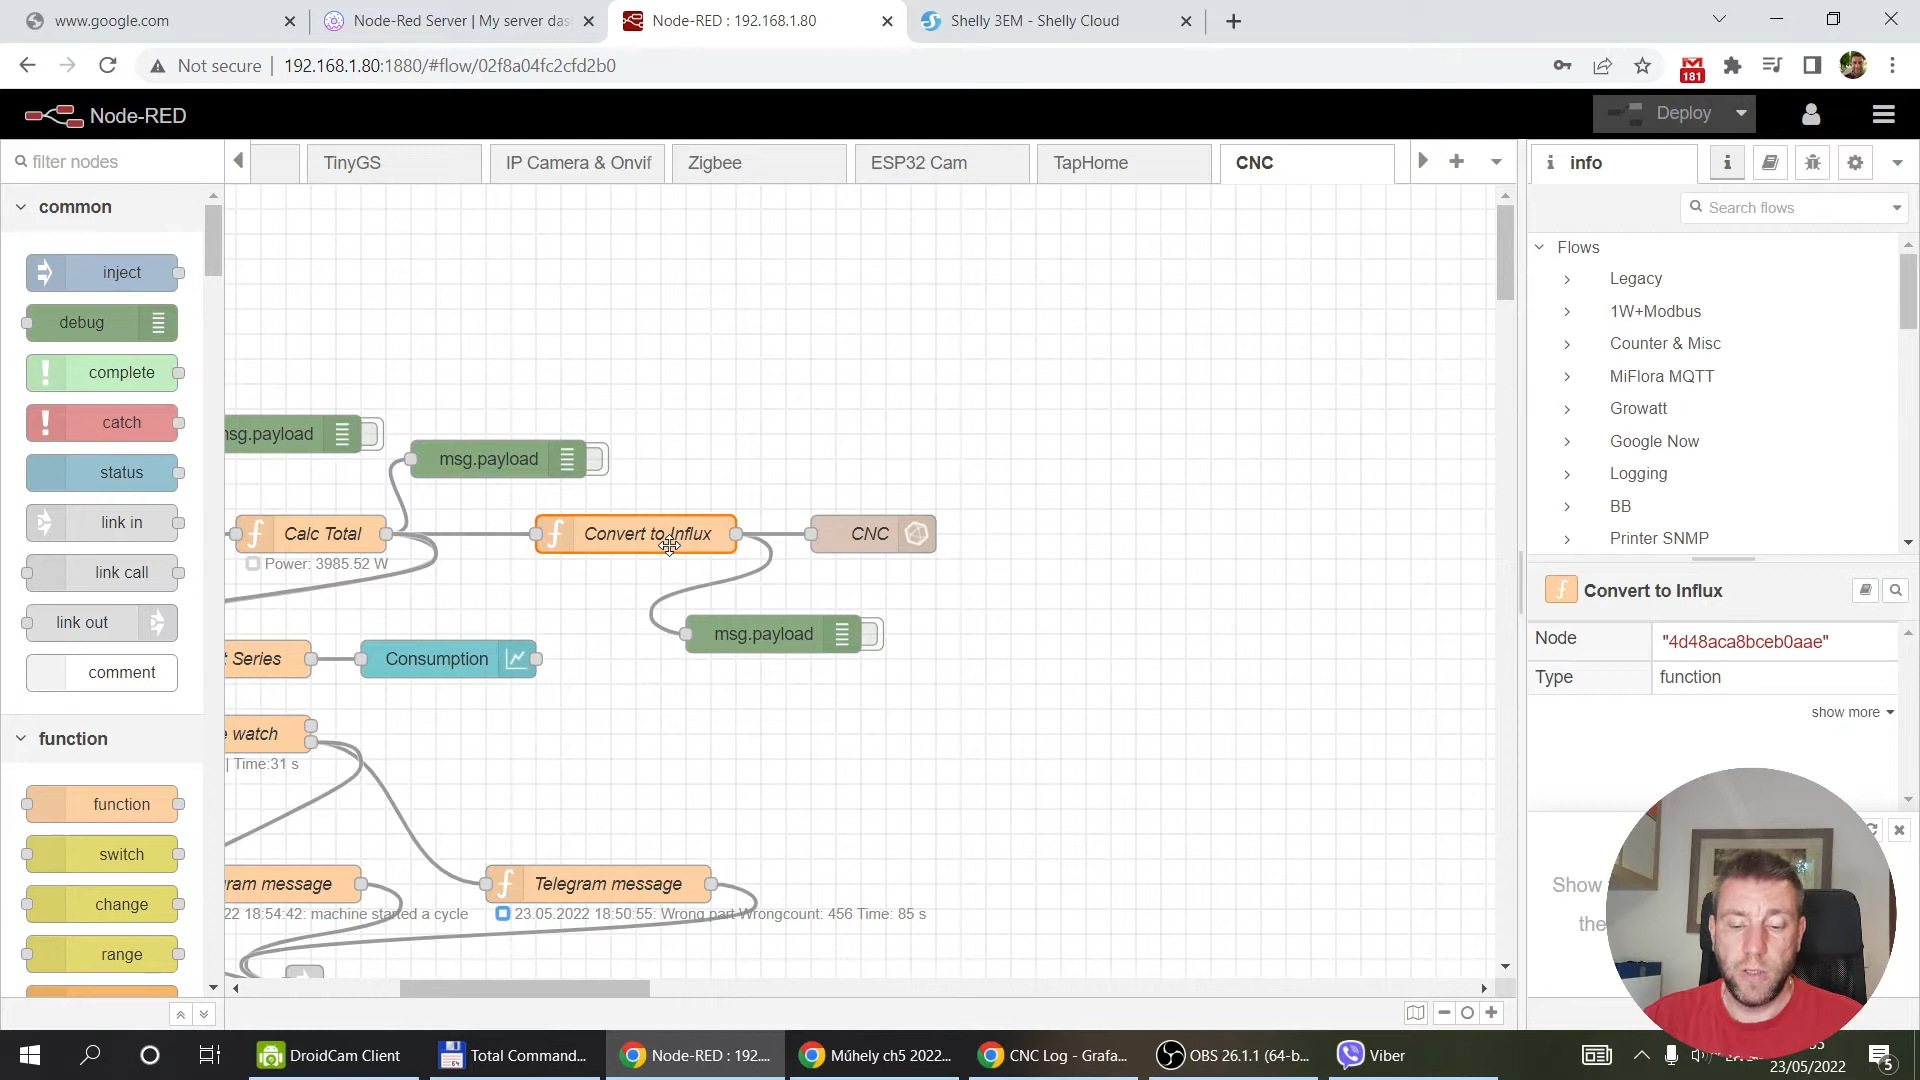 www.google.com
Node-Red Server | My server das
Node-RED : 192.168.1.80
Shelly 3EM - Shelly Cloud
Not secure
192.168.1.80:1880/#flow/02f8a04fc2cfd2b0
181
Node-RED
Deploy
filter nodes
TinyGS
IP Camera & Onvif
Zigbee
ESP32 Cam
TapHome
CNC
info
common
inject
debug
complete
catch
status
link in
link call
link out
comment
function
function
switch
change
range
msg.payload
msg.payload
Calc Total
Power: 3985.52 W
Convert to Influx
CNC
msg.payload
Series
Consumption
watch
| Time:31 s
ram message
22 18:54:42: machine started a cycle
Telegram message
23.05.2022 18:50:55: Wrong part Wrongcount: 456 Time: 85 s
Search flows
Flows
Legacy
1W+Modbus
Counter & Misc
MiFlora MQTT
Growatt
Google Now
Logging
BB
Printer SNMP
Convert to Influx
Node
"4d48aca8bceb0aae"
Type
function
show more
Show
the
DroidCam Client
Total Command...
Node-RED : 192....
Műhely ch5 2022...
CNC Log - Grafa...
OBS 26.1.1 (64-b...
Viber
23/05/2022
5